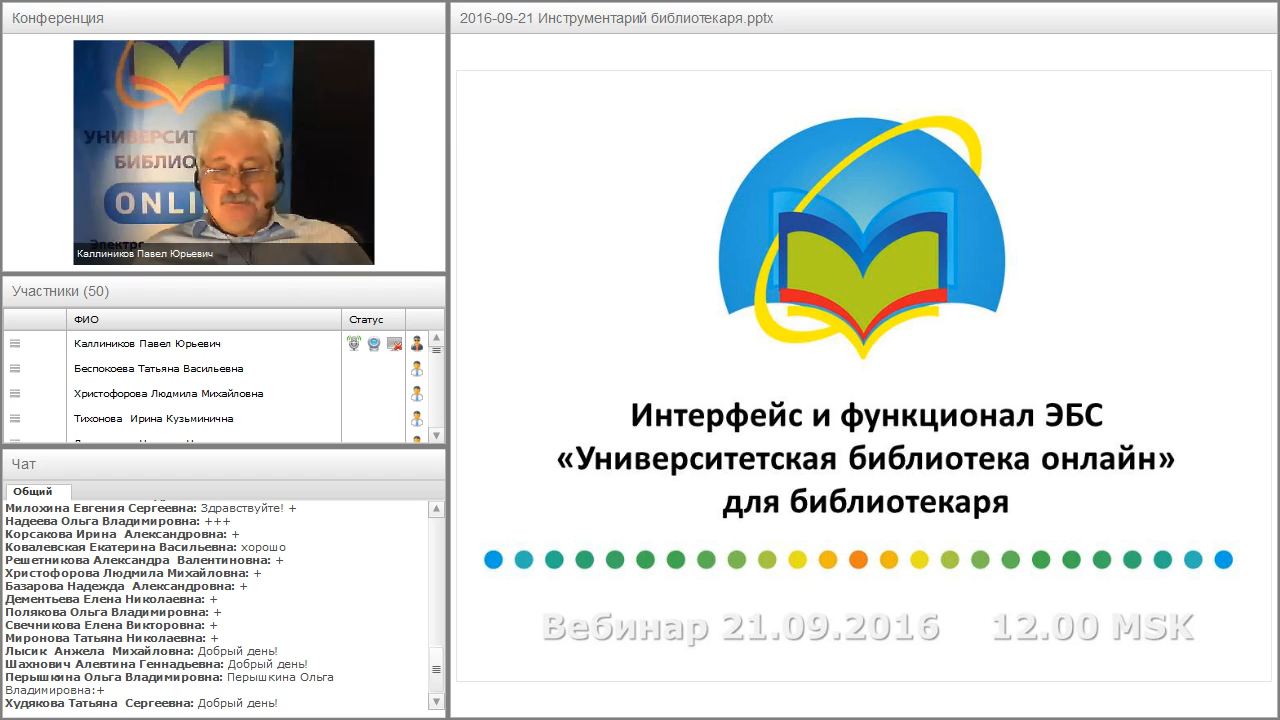 Конференция
УНИВЕРСИТ
БИБЛИО
ONLI
Электр
Каллиников Павел Юрьевич
Участники (50)
ФИО
Статус
Каллиников Павел Юрьевич
Беспокоева Татьяна Васильевна
Христофорова Людмила Михайловна
Тихонова Ирина Кузьминична
Чат
Общий
Милохина Евгения Сергеевна: Здравствуйте! +
Надеева Ольга Владимировна: +++
Корсакова Ирина Александровна: +
Ковалевская Екатерина Васильевна: хорошо
Решетникова Александра Валентиновна: +
Христофорова Людмила Михайловна: +
Базарова Надежда Александровна: +
Дементьева Елена Николаевна: +
Полякова Ольга Владимировна: +
Свечникова Елена Викторовна: +
Миронова Татьяна Николаевна: +
Лысик Анжела Михайловна: Добрый день!
Шахнович Алевтина Геннадьевна: Добрый день!
Перышкина Ольга Владимировна: Перышкина Ольга
Владимировна:+
Худякова Татьяна Сергеевна: Добрый день!
2016-09-21 Инструментарий библиотекаря.pptx
Интерфейс и функционал ЭБС
«Университетская библиотека онлайн»
для библиотекаря
Вебинар 21.09.2016 12.00 MSK